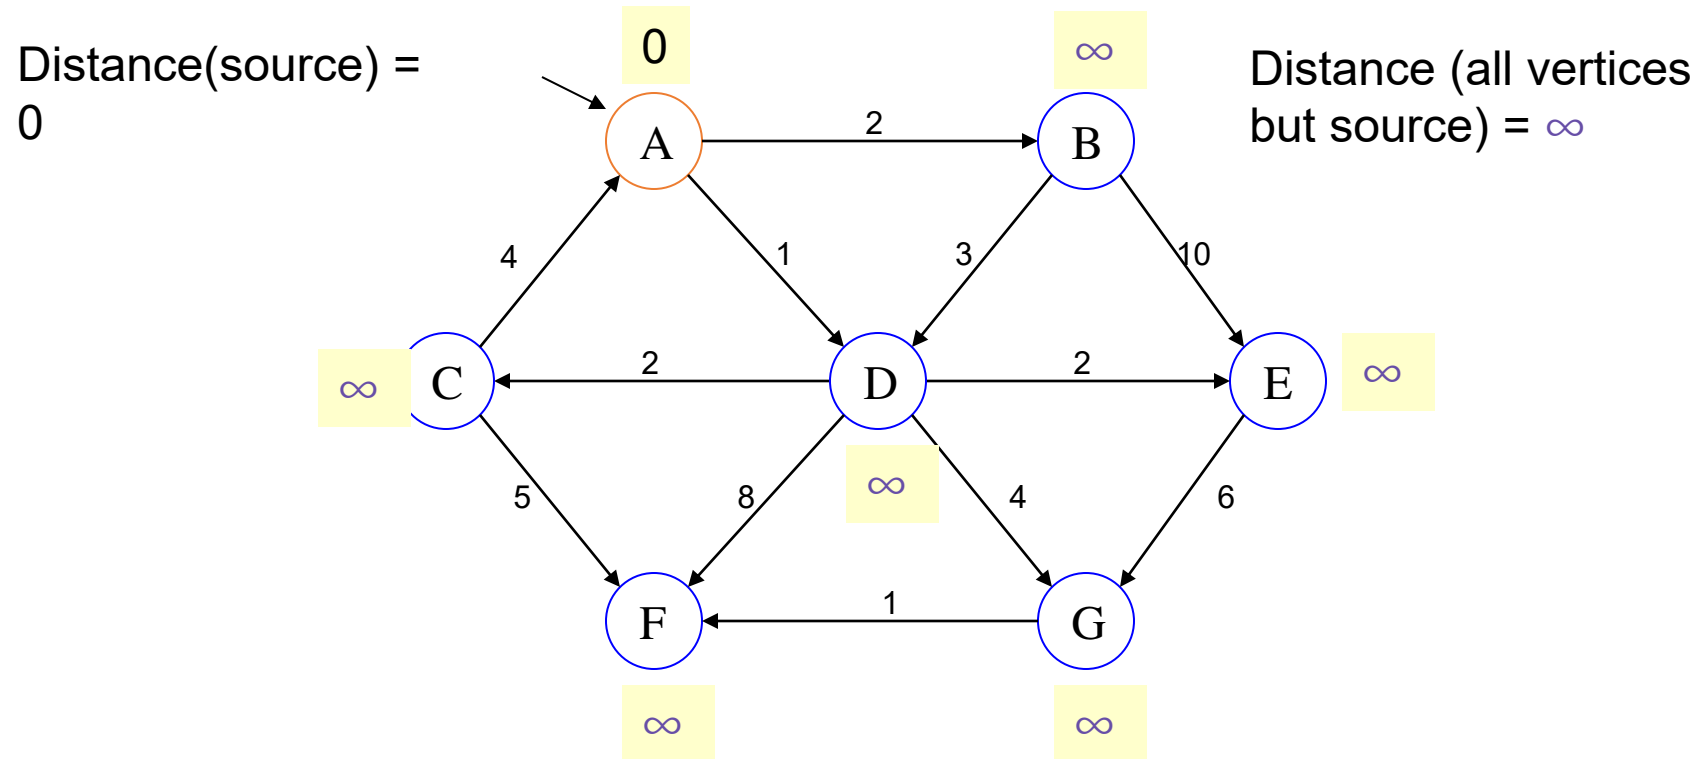 Distance(source) =
0
0
∞
Distance (all vertices
but source) = ∞
A
2
B
4
1
3
10
∞
C
2
D
2
E
∞
∞
5
8
4
6
F
1
G
∞
∞